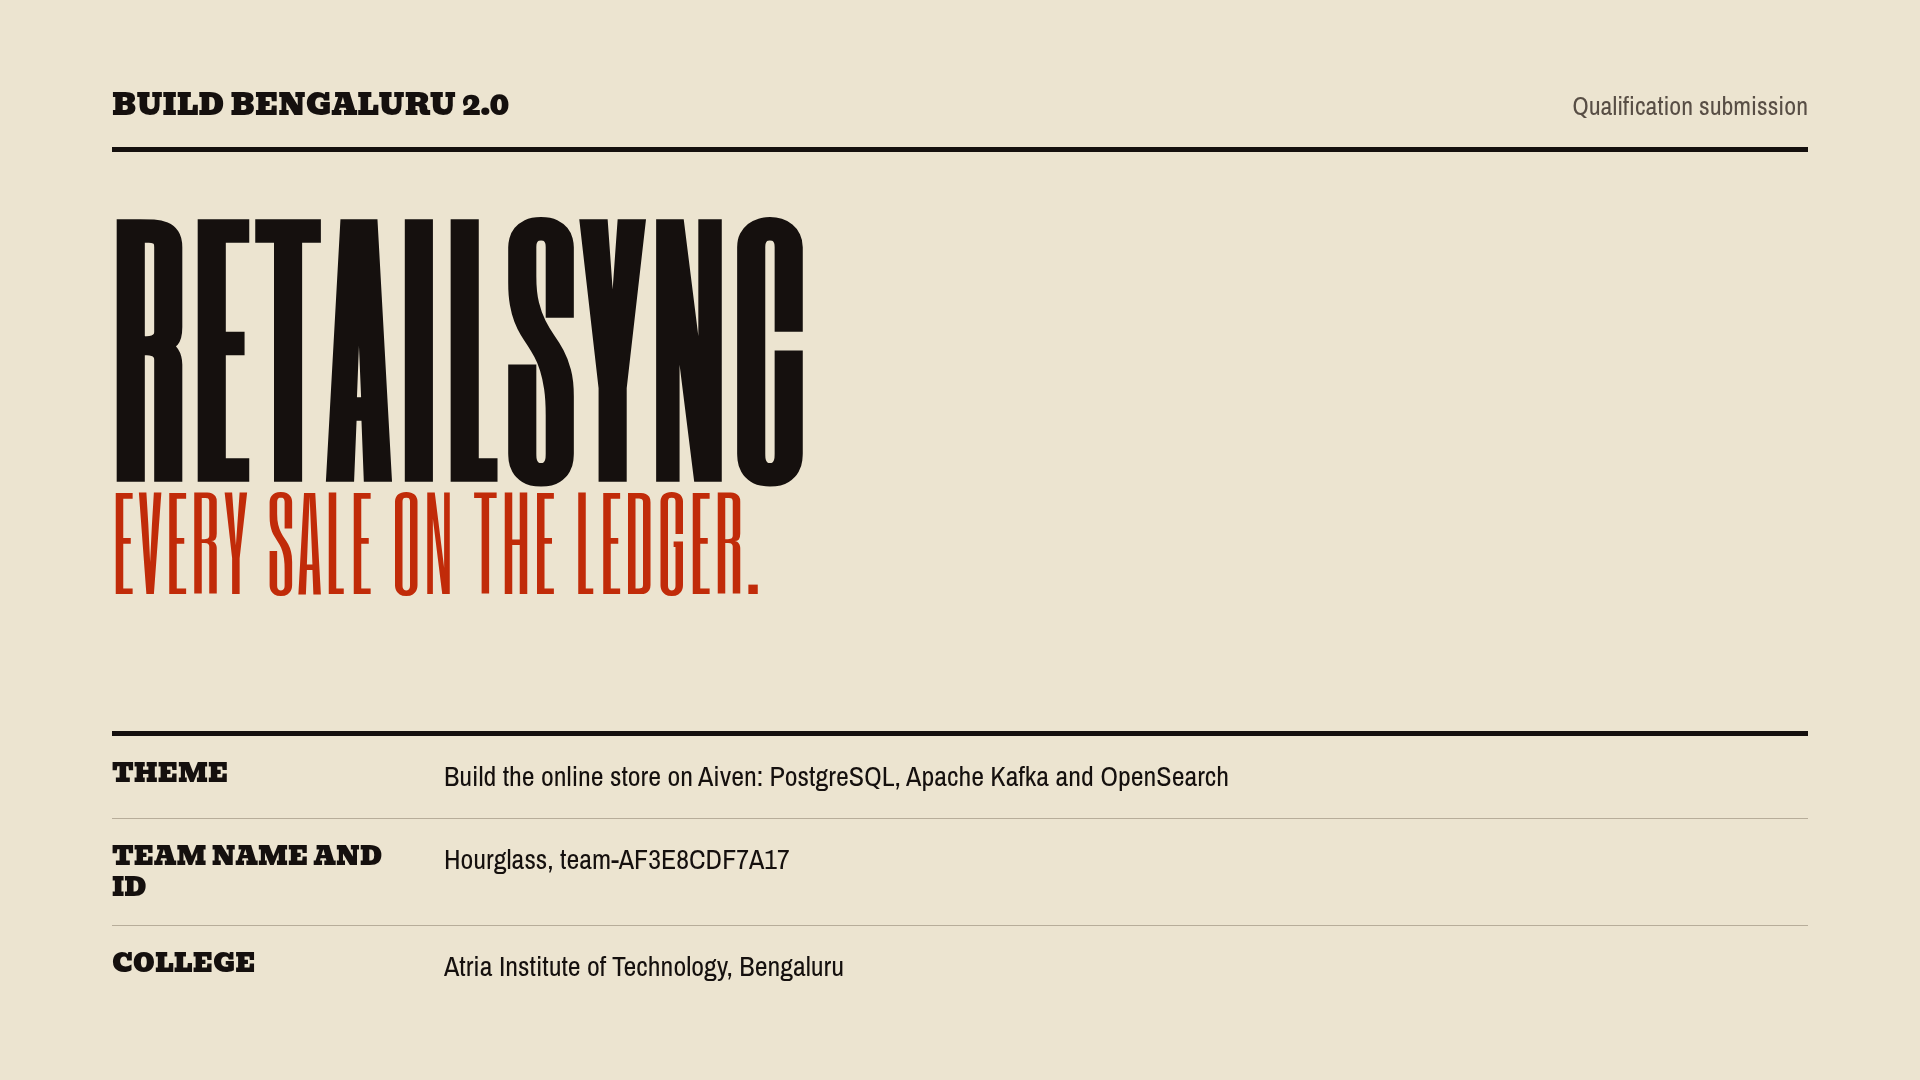 BUILD BENGALURU 2.0
Qualification submission
RETAILSYNC
EVERY SALE ON THE LEDGER.
THEME
Build the online store on Aiven: PostgreSQL, Apache Kafka and OpenSearch
TEAM NAME AND
ID
Hourglass, team-AF3E8CDF7A17
COLLEGE
Atria Institute of Technology, Bengaluru